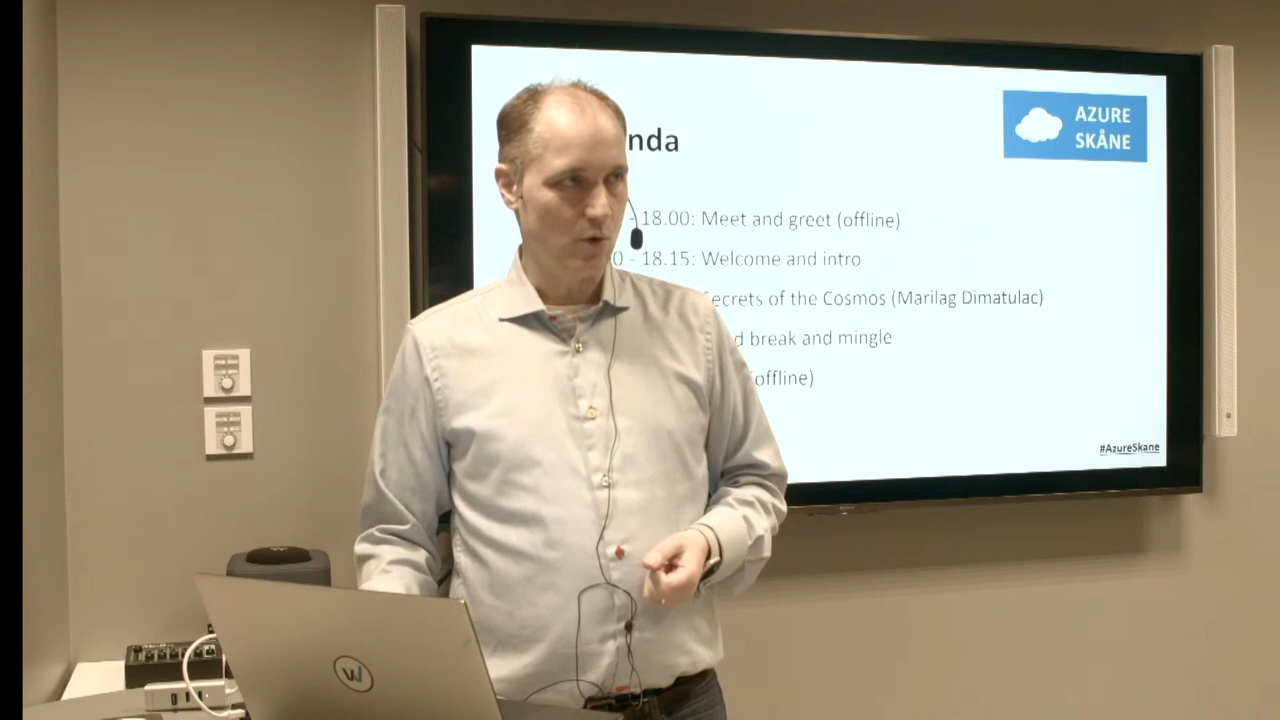 AZURE
SKÅNE
nda
- 18.00: Meet and greet (offline)
0 - 18.15: Welcome and intro
Secrets of the Cosmos (Marilag Dimatulac)
d break and mingle
(offline)
#AzureSkane